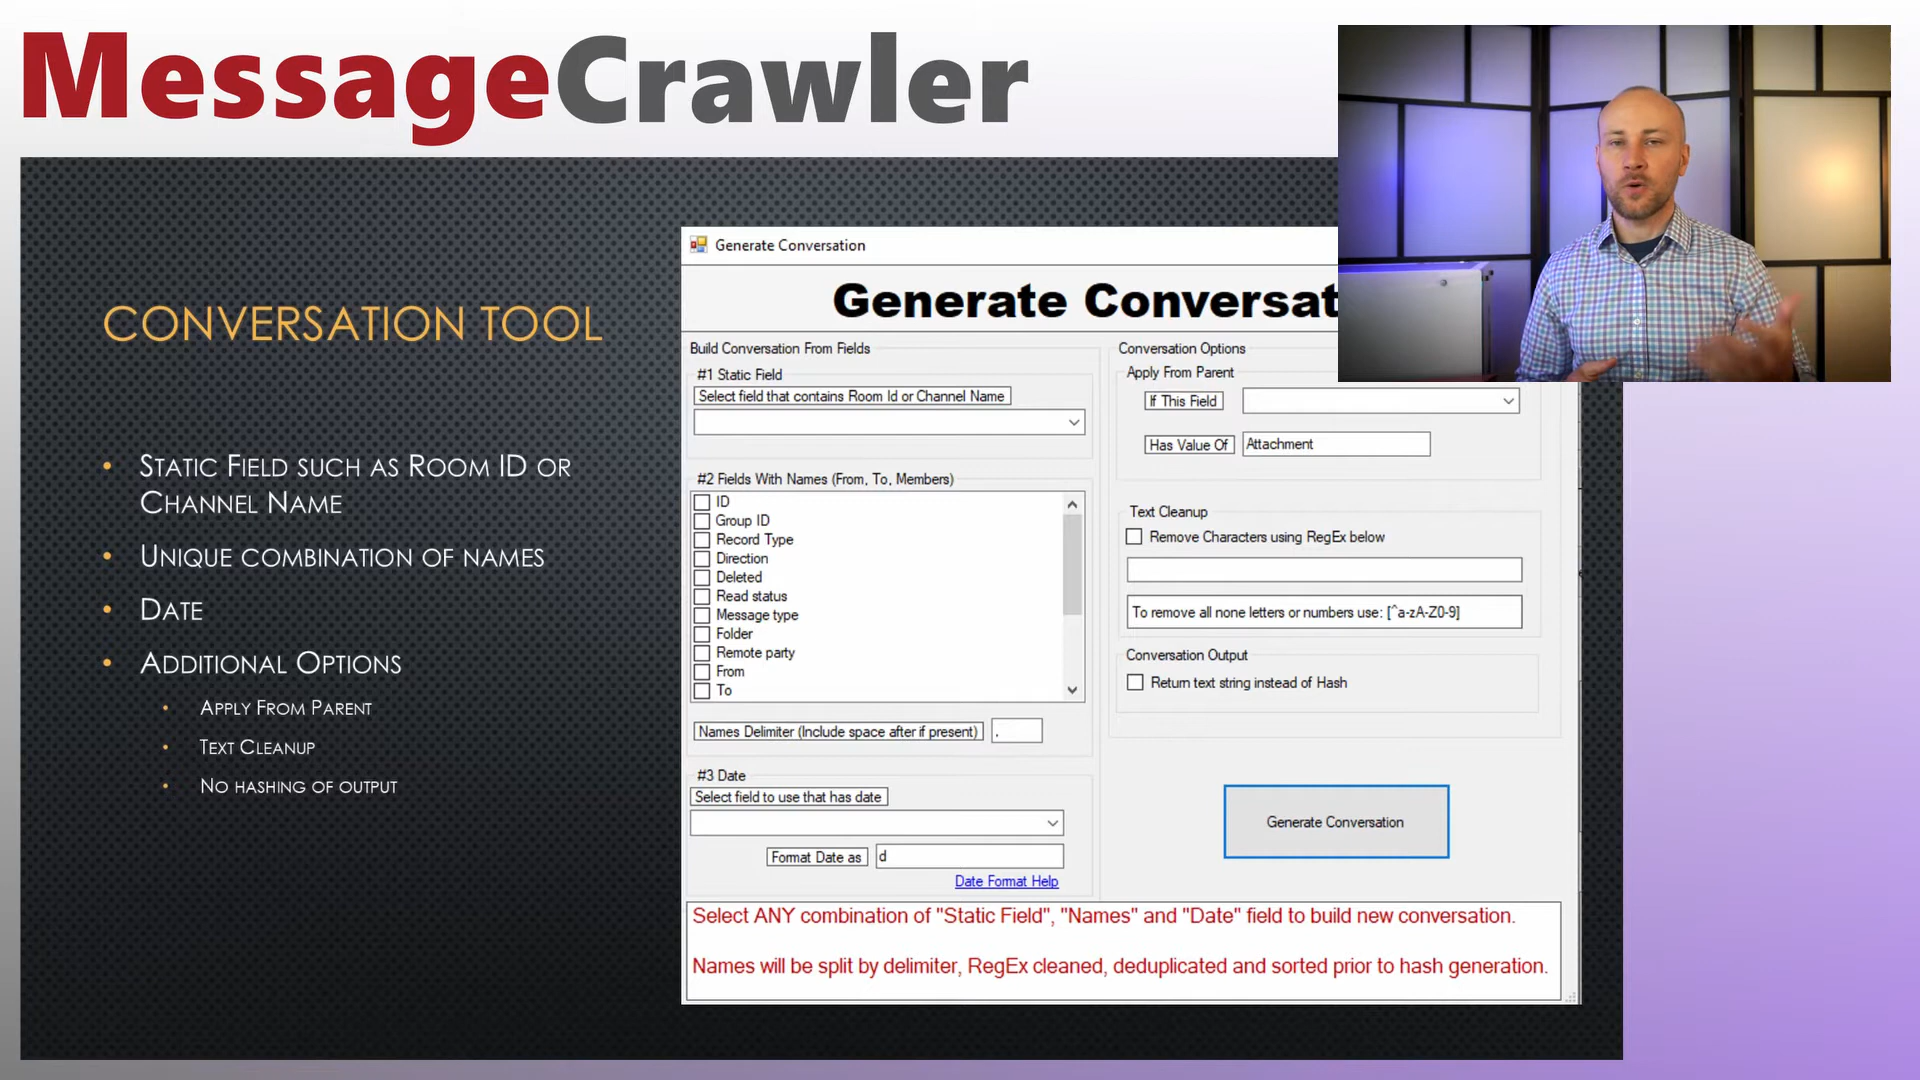 MessageCrawler
CONVERSATION TOOL
• STATIC FIELD SUCH AS ROOM ID OR
CHANNEL NAME
• UNIQUE COMBINATION OF NAMES
• DATE
• ADDITIONAL OPTIONS
• APPLY FROM PARENT
• TEXT CLEANUP
• NO HASHING OF OUTPUT
Generate Conversation
Generate Conversat
Build Conversation From Fields
#1 Static Field
Select field that contains Room Id or Channel Name
#2 Fields With Names (From, To, Members)
ID
Group ID
Record Type
Direction
Deleted
Read status
Message type
Folder
Remote party
From
To
Names Delimiter (Include space after if present)
,
#3 Date
Select field to use that has date
Format Date as
d
Date Format Help
Conversation Options
Apply From Parent
If This Field
Has Value Of
Attachment
Text Cleanup
Remove Characters using RegEx below
To remove all none letters or numbers use: [^a-zA-Z0-9]
Conversation Output
Return text string instead of Hash
Generate Conversation
Select ANY combination of "Static Field", "Names" and "Date" field to build new conversation.
Names will be split by delimiter, RegEx cleaned, deduplicated and sorted prior to hash generation.